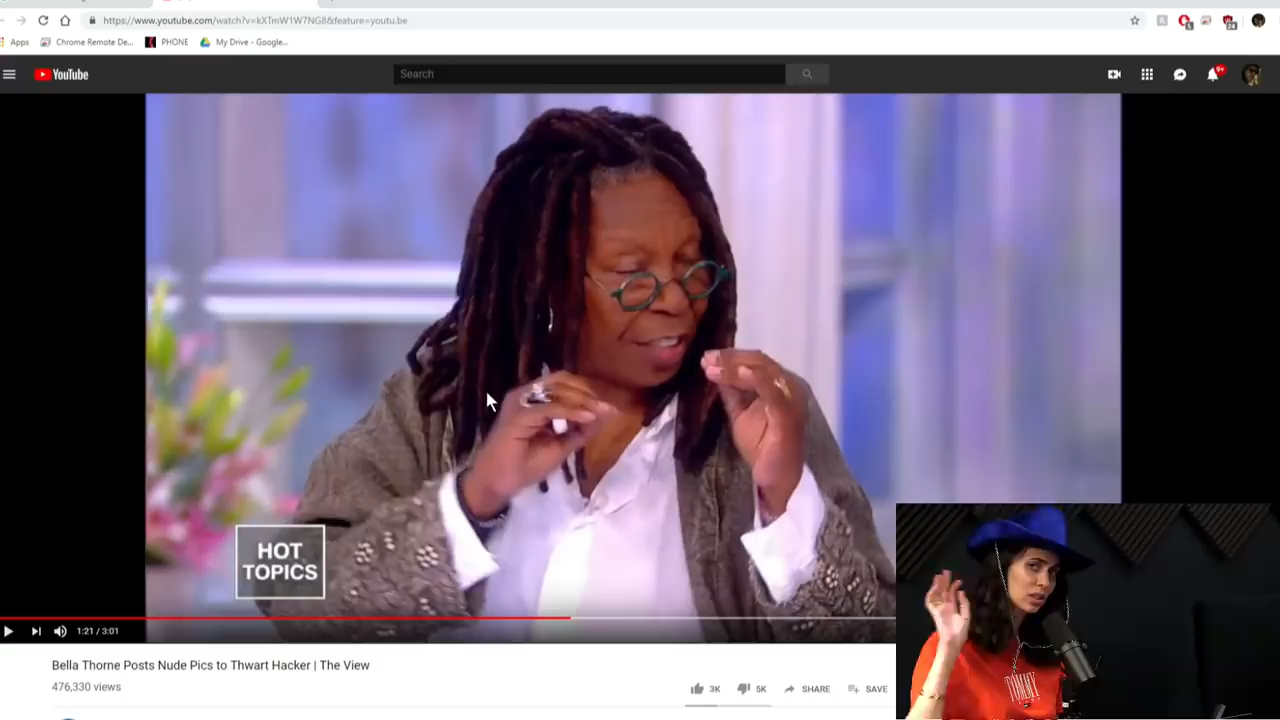 https://www.youtube.com/watch?v=kXTmW1W7NG8&feature=youtu.be
Apps Chrome Remote De... PHONE My Drive - Google...
YouTube Search 9+
HOT
TOPICS
1:21 / 3:01
Bella Thorne Posts Nude Pics to Thwart Hacker | The View
476,330 views
3K 5K SHARE SAVE
TOMMY